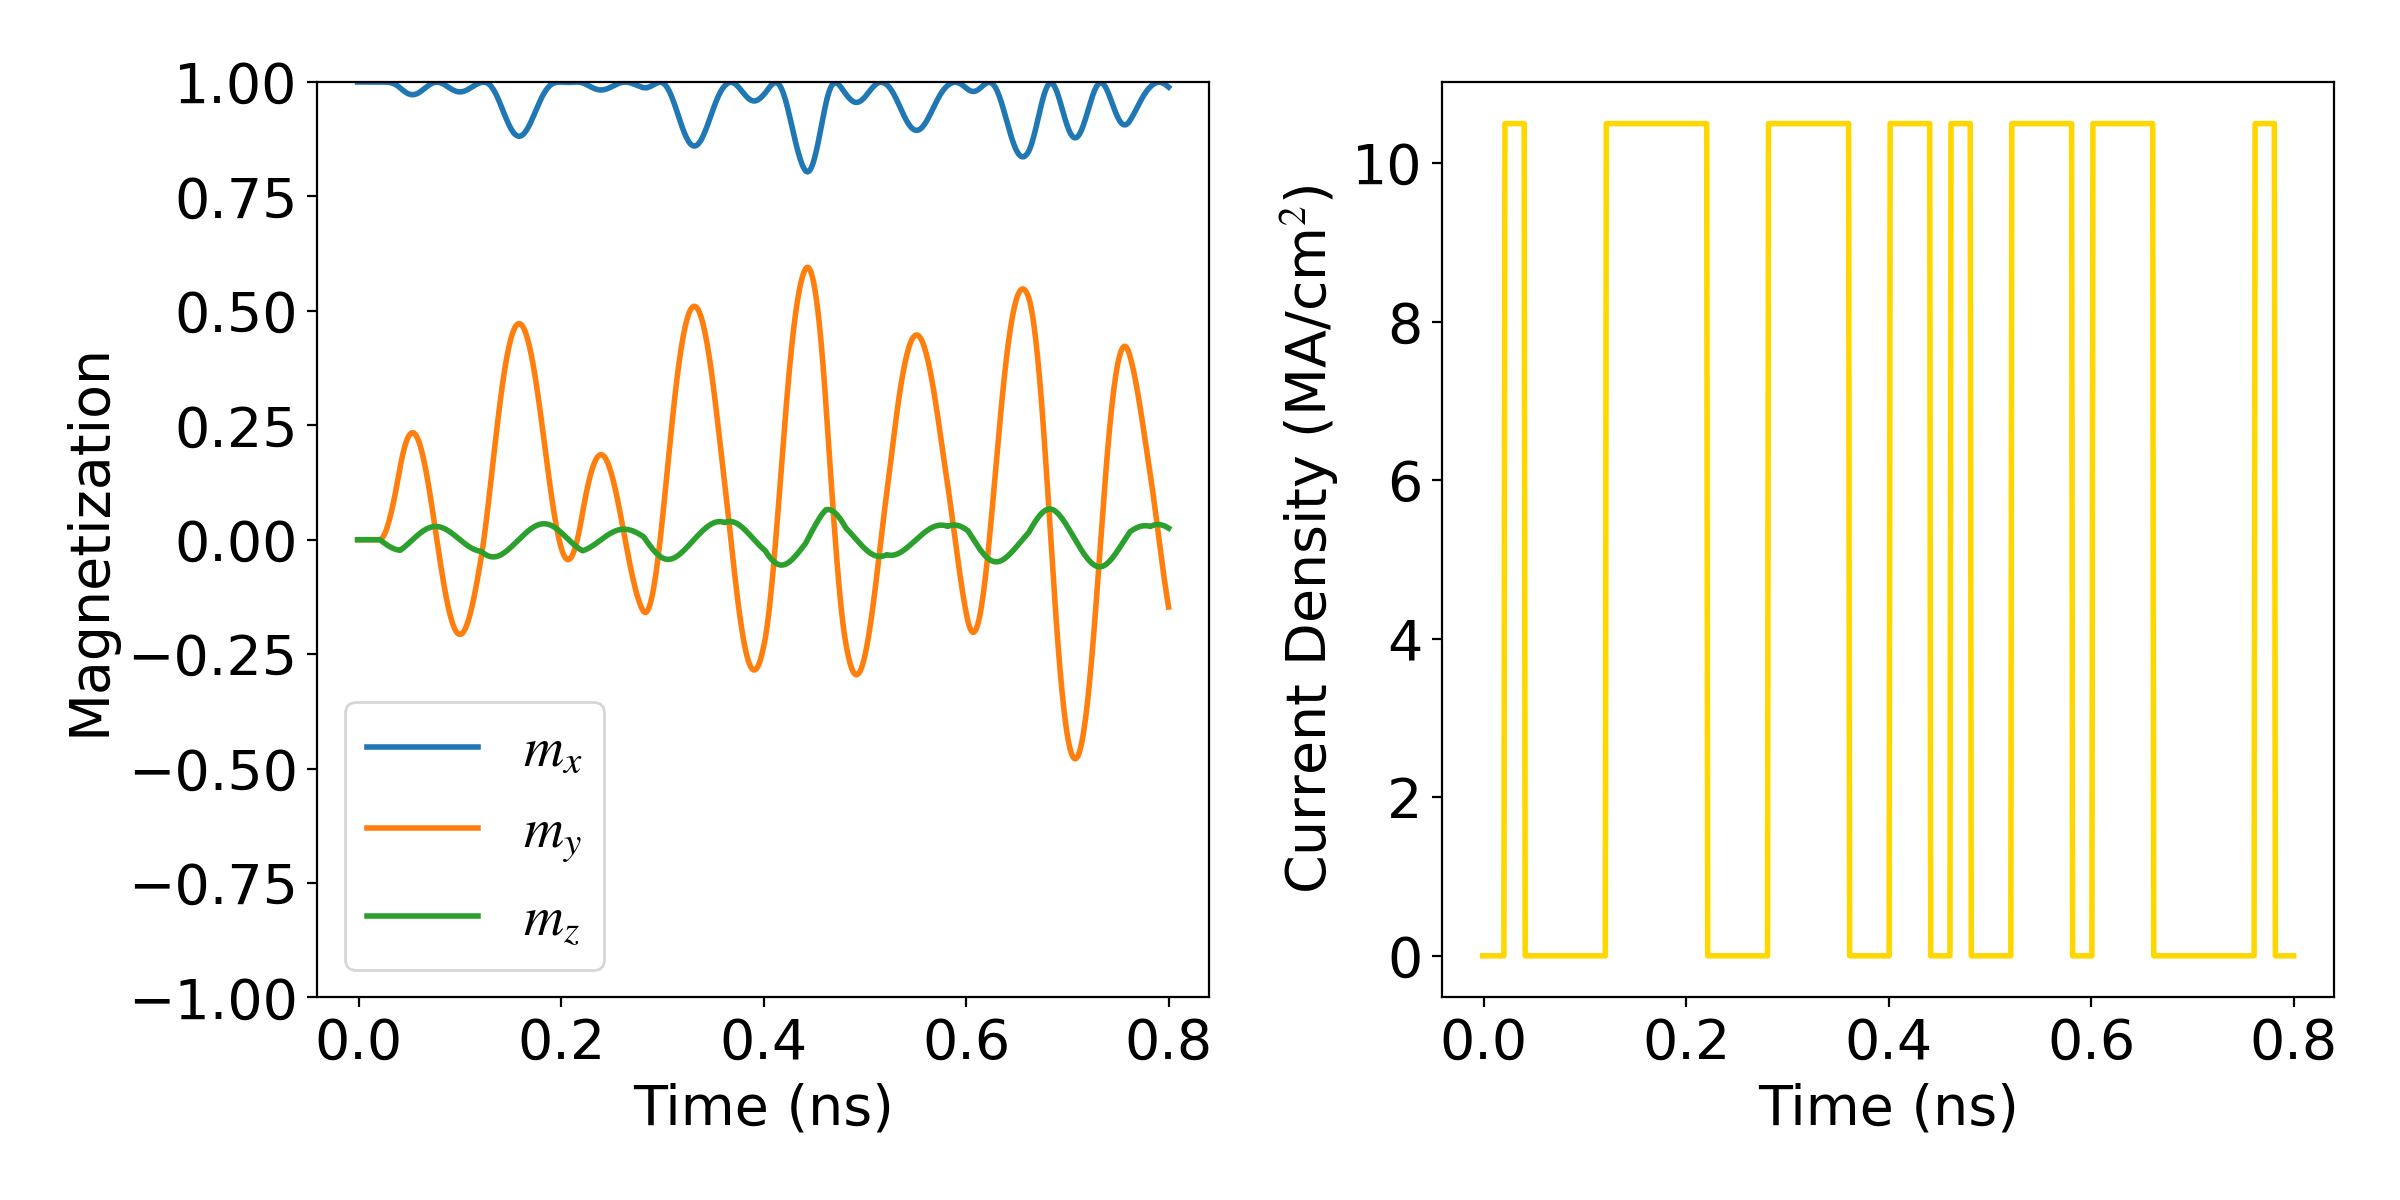 1.00
0.75
0.50
0.25
0.00
−0.25
−0.50
−0.75
−1.00
Magnetization
m_x
m_y
m_z
0.0 0.2 0.4 0.6 0.8
Time (ns)
10
8
6
4
2
0
Current Density (MA/cm²)
0.0 0.2 0.4 0.6 0.8
Time (ns)